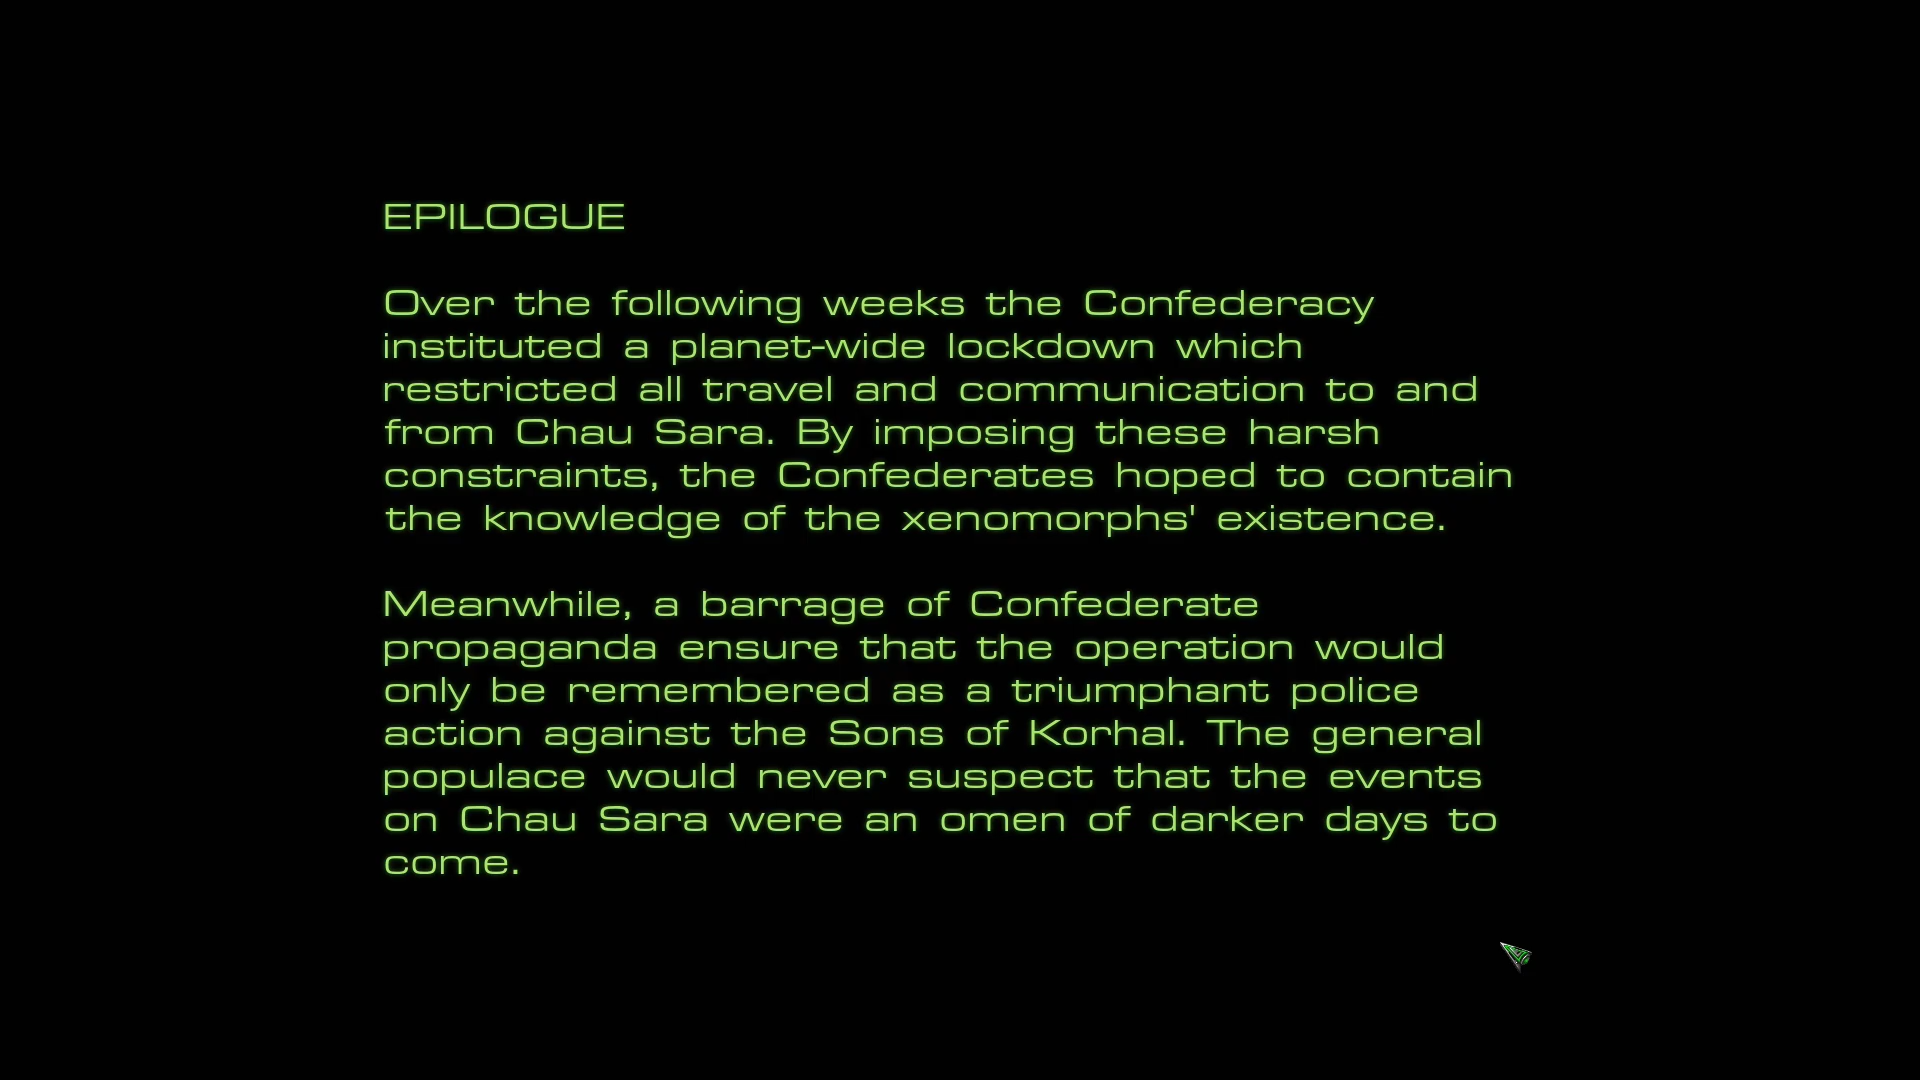 EPILOGUE
Over the following weeks the Confederacy
instituted a planet-wide lockdown which
restricted all travel and communication to and
from Chau Sara. By imposing these harsh
constraints, the Confederates hoped to contain
the knowledge of the xenomorphs' existence.
Meanwhile, a barrage of Confederate
propaganda ensure that the operation would
only be remembered as a triumphant police
action against the Sons of Korhal. The general
populace would never suspect that the events
on Chau Sara were an omen of darker days to
come.